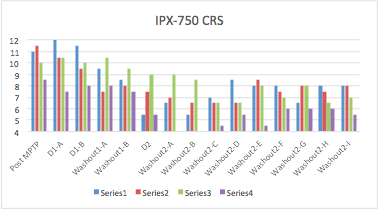 IPX-750 CRS
12
11
10
9
8
7
6
5
4
Post MPTP
D1-A
D1-B
Washout1-A
Washout1-B
D2
Washout2-A
Washout2-B
Washout2-C
Washout2-D
Washout2-E
Washout2-F
Washout2-G
Washout2-H
Washout2-I
Series1 Series2 Series3 Series4